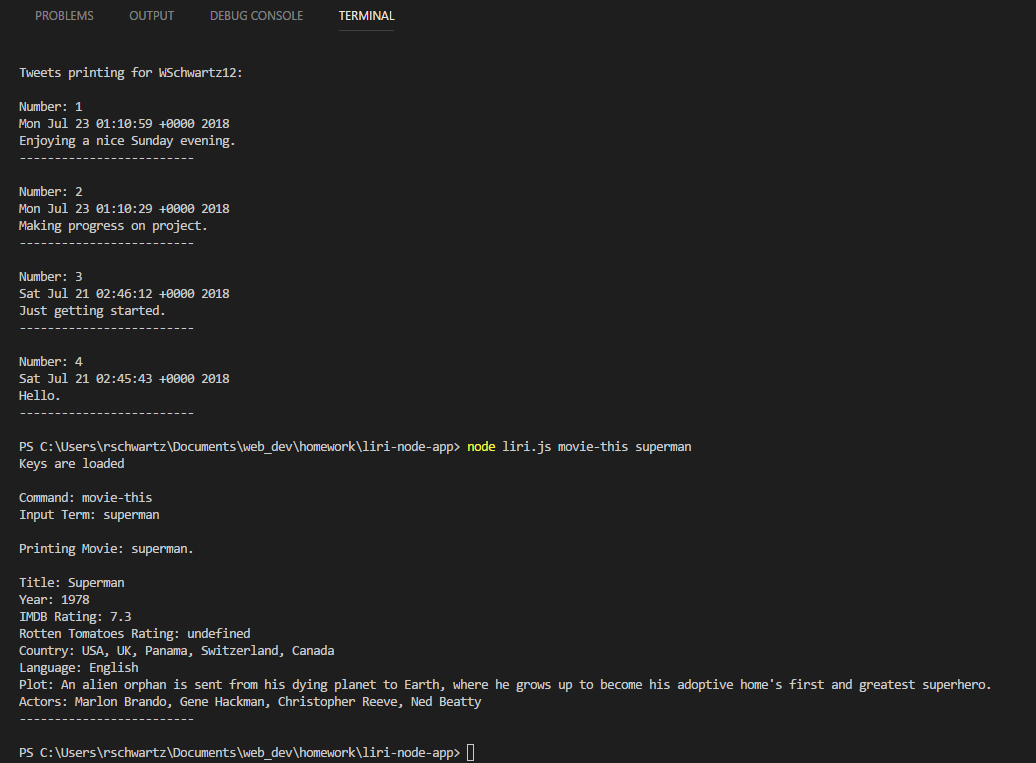 PROBLEMS OUTPUT DEBUG CONSOLE TERMINAL
Tweets printing for WSchwartz12:
Number: 1
Mon Jul 23 01:10:59 +0000 2018
Enjoying a nice Sunday evening.
-------------------------
Number: 2
Mon Jul 23 01:10:29 +0000 2018
Making progress on project.
-------------------------
Number: 3
Sat Jul 21 02:46:12 +0000 2018
Just getting started.
-------------------------
Number: 4
Sat Jul 21 02:45:43 +0000 2018
Hello.
-------------------------
PS C:\Users\rschwartz\Documents\web_dev\homework\liri-node-app> node liri.js movie-this superman
Keys are loaded
Command: movie-this
Input Term: superman
Printing Movie: superman.
Title: Superman
Year: 1978
IMDB Rating: 7.3
Rotten Tomatoes Rating: undefined
Country: USA, UK, Panama, Switzerland, Canada
Language: English
Plot: An alien orphan is sent from his dying planet to Earth, where he grows up to become his adoptive home's first and greatest superhero.
Actors: Marlon Brando, Gene Hackman, Christopher Reeve, Ned Beatty
-------------------------
PS C:\Users\rschwartz\Documents\web_dev\homework\liri-node-app>